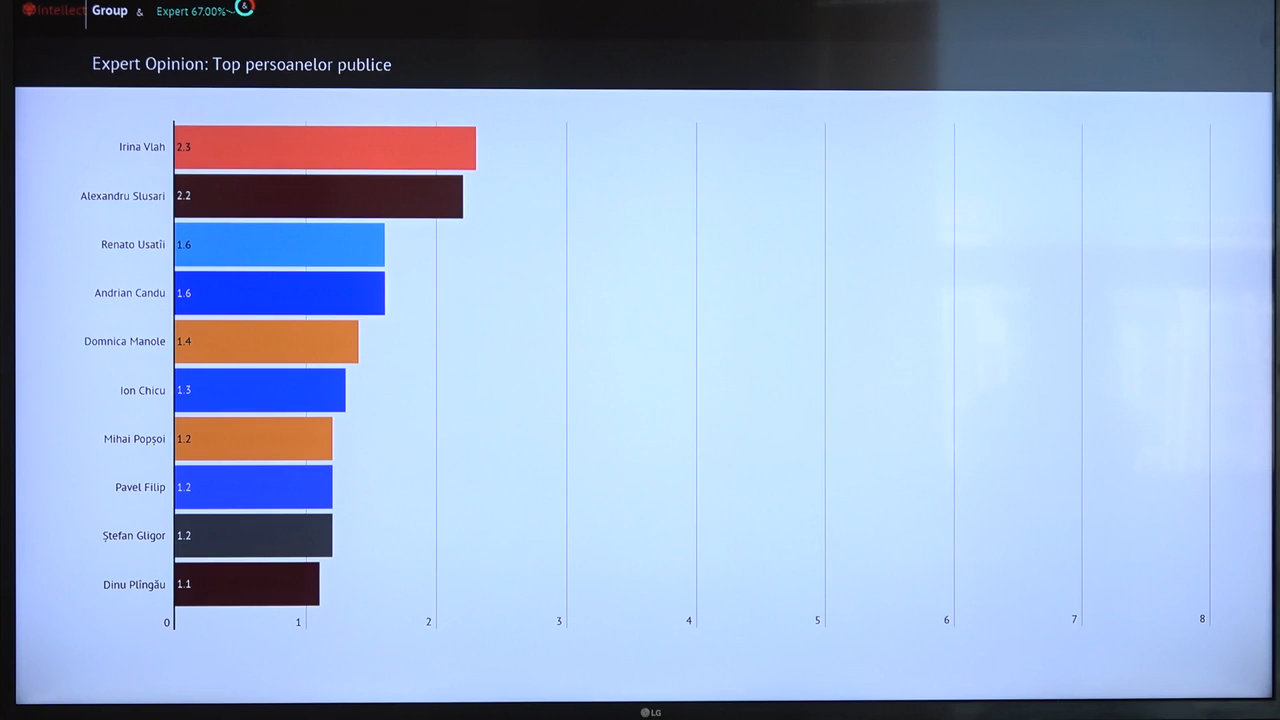 Intellect Group & Expert 67.00% &
Expert Opinion: Top persoanelor publice
Irina Vlah 2.3
Alexandru Slusari 2.2
Renato Usatîi 1.6
Andrian Candu 1.6
Domnica Manole 1.4
Ion Chicu 1.3
Mihai Popșoi 1.2
Pavel Filip 1.2
Ștefan Gligor 1.2
Dinu Plîngău 1.1
0 1 2 3 4 5 6 7 8
LG